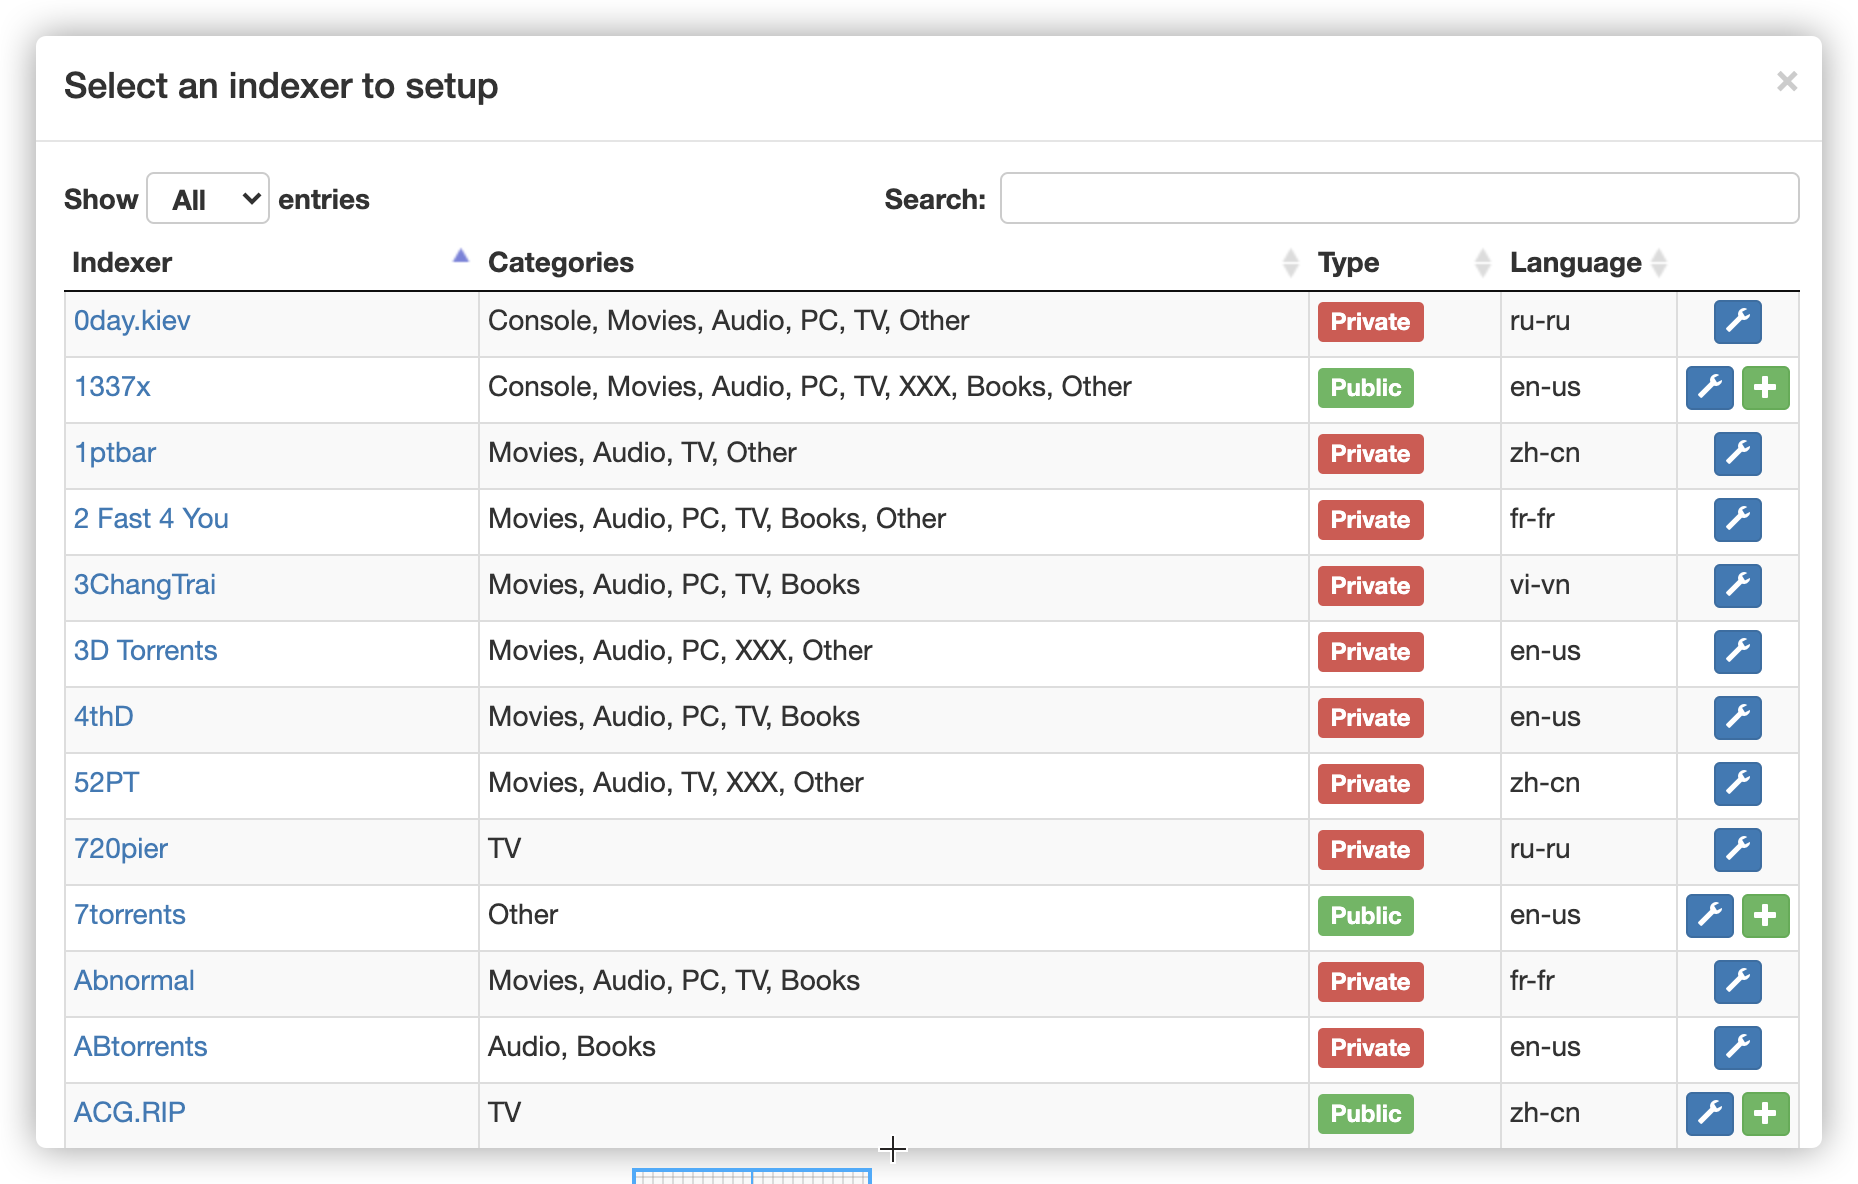 Select an indexer to setup ×
Show All entries Search:
Indexer Categories Type Language
0day.kiev Console, Movies, Audio, PC, TV, Other Private ru-ru
1337x Console, Movies, Audio, PC, TV, XXX, Books, Other Public en-us
1ptbar Movies, Audio, TV, Other Private zh-cn
2 Fast 4 You Movies, Audio, PC, TV, Books, Other Private fr-fr
3ChangTrai Movies, Audio, PC, TV, Books Private vi-vn
3D Torrents Movies, Audio, PC, XXX, Other Private en-us
4thD Movies, Audio, PC, TV, Books Private en-us
52PT Movies, Audio, TV, XXX, Other Private zh-cn
720pier TV Private ru-ru
7torrents Other Public en-us
Abnormal Movies, Audio, PC, TV, Books Private fr-fr
ABtorrents Audio, Books Private en-us
ACG.RIP TV Public zh-cn